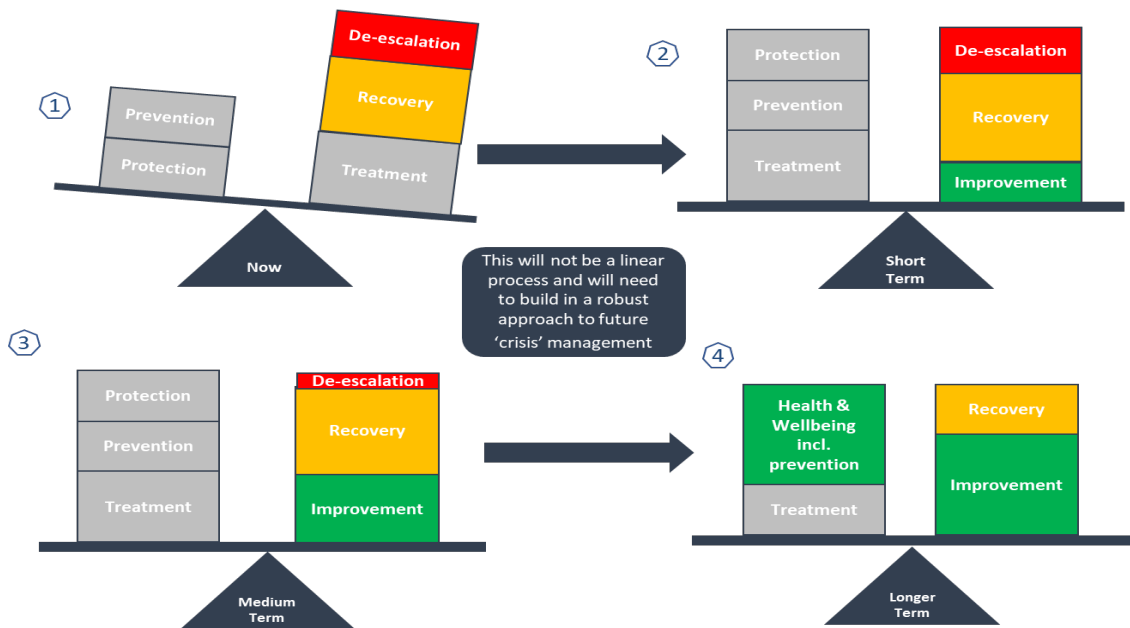 1
Prevention
Protection
De-escalation
Recovery
Treatment
Now
2
Protection
Prevention
Treatment
De-escalation
Recovery
Improvement
Short
Term
This will not be a linear
process and will need
to build in a robust
approach to future
‘crisis’ management
3
Protection
Prevention
Treatment
De-escalation
Recovery
Improvement
Medium
Term
4
Health &
Wellbeing
incl.
prevention
Treatment
Recovery
Improvement
Longer
Term